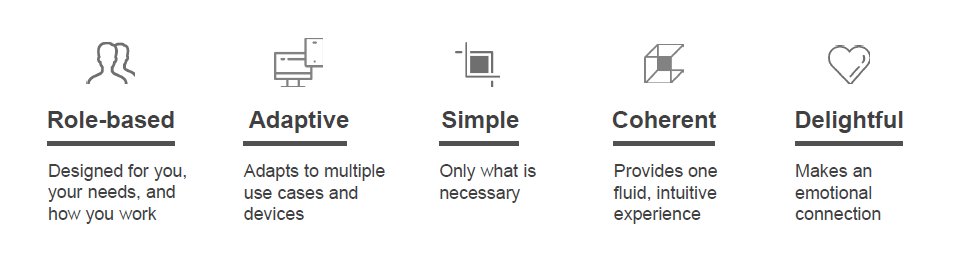 Role-based
Designed for you,
your needs, and
how you work
Adaptive
Adapts to multiple
use cases and
devices
Simple
Only what is
necessary
Coherent
Provides one
fluid, intuitive
experience
Delightful
Makes an
emotional
connection